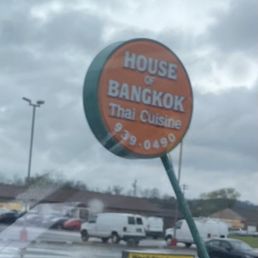 HOUSE
OF
BANGKOK
Thai Cuisine
939-0490